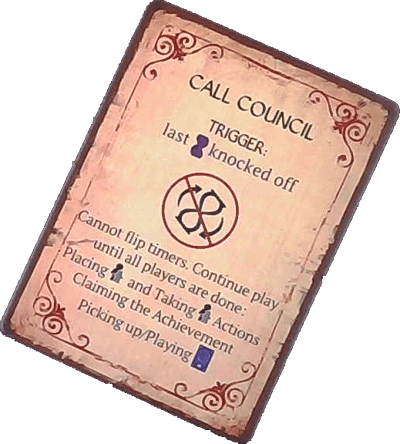 CALL COUNCIL
TRIGGER:
last knocked off
Cannot flip timers. Continue play
until all players are done:
Placing and Taking Actions
Claiming the Achievement
Picking up/Playing